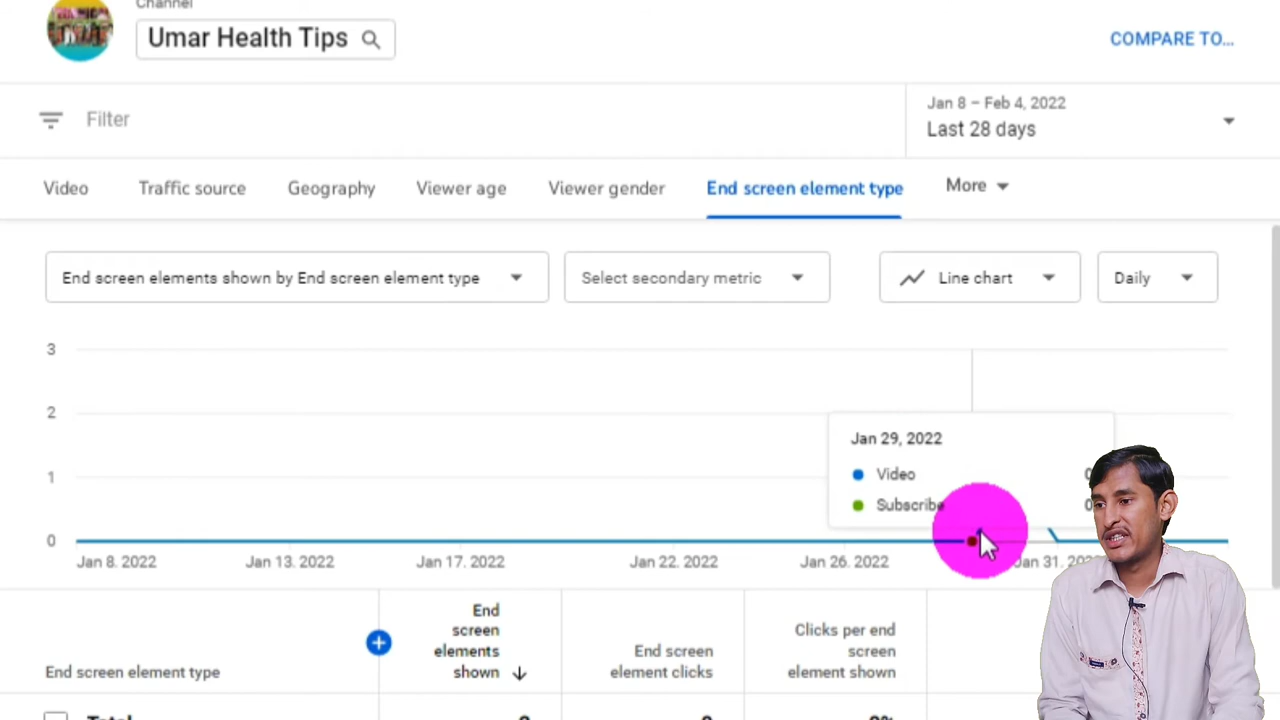 Channel
Umar Health Tips
COMPARE TO...
Filter
Jan 8 – Feb 4, 2022
Last 28 days
Video
Traffic source
Geography
Viewer age
Viewer gender
End screen element type
More
End screen elements shown by End screen element type
Select secondary metric
Line chart
Daily
3
2
1
0
Jan 29, 2022
Video
Subscribe
Jan 8, 2022
Jan 13, 2022
Jan 17, 2022
Jan 22, 2022
Jan 26, 2022
Jan 31,
End screen element type
End
screen
elements
shown
End screen
element clicks
Clicks per end
screen
element shown
Total